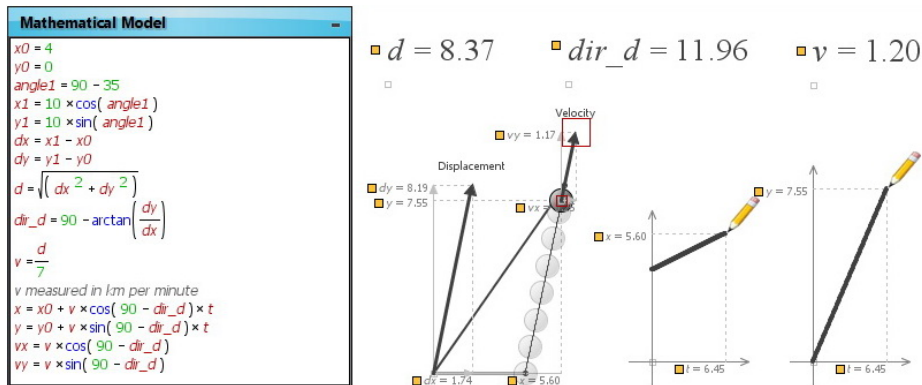 Mathematical Model
x0 = 4
y0 = 0
angle1 = 90 − 35
x1 = 10 × cos( angle1 )
y1 = 10 × sin( angle1 )
dx = x1 − x0
dy = y1 − y0
d = √( dx² + dy² )
dir_d = 90 − arctan( dy/dx )
v = d/7
v measured in km per minute
x = x0 + v × cos( 90 − dir_d ) × t
y = y0 + v × sin( 90 − dir_d ) × t
vx = v × cos( 90 − dir_d )
vy = v × sin( 90 − dir_d )
d = 8.37
dir_d = 11.96
v = 1.20
Velocity
vy = 1.17
Displacement
dy = 8.19
y = 7.55
dx = 1.74
x = 5.60
x = 5.60
t = 6.45
y = 7.55
t = 6.45